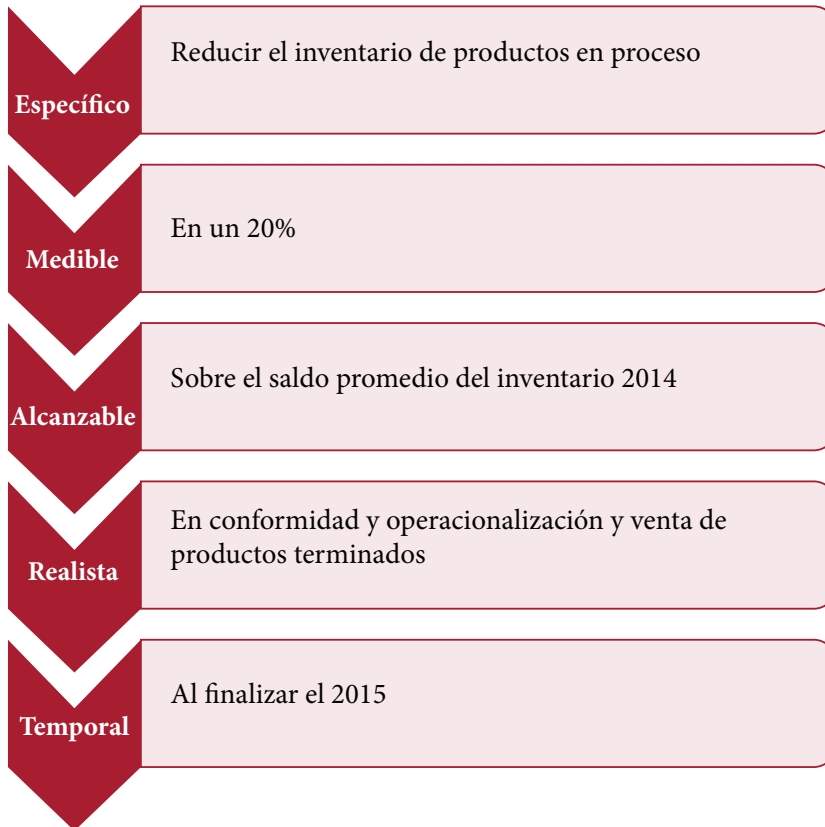 Específico
Reducir el inventario de productos en proceso
Medible
En un 20%
Alcanzable
Sobre el saldo promedio del inventario 2014
Realista
En conformidad y operacionalización y venta de
productos terminados
Temporal
Al finalizar el 2015